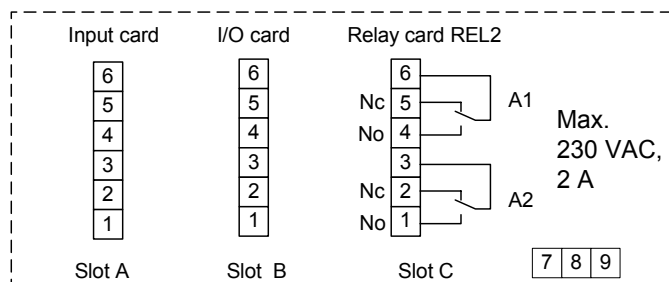 Input card I/O card Relay card REL2
6 6 6
5 5 Nc 5 A1
4 4 No 4
3 3 3
2 2 Nc 2 A2
1 1 No 1
Max.
230 VAC,
2 A
Slot A Slot B Slot C
7 8 9